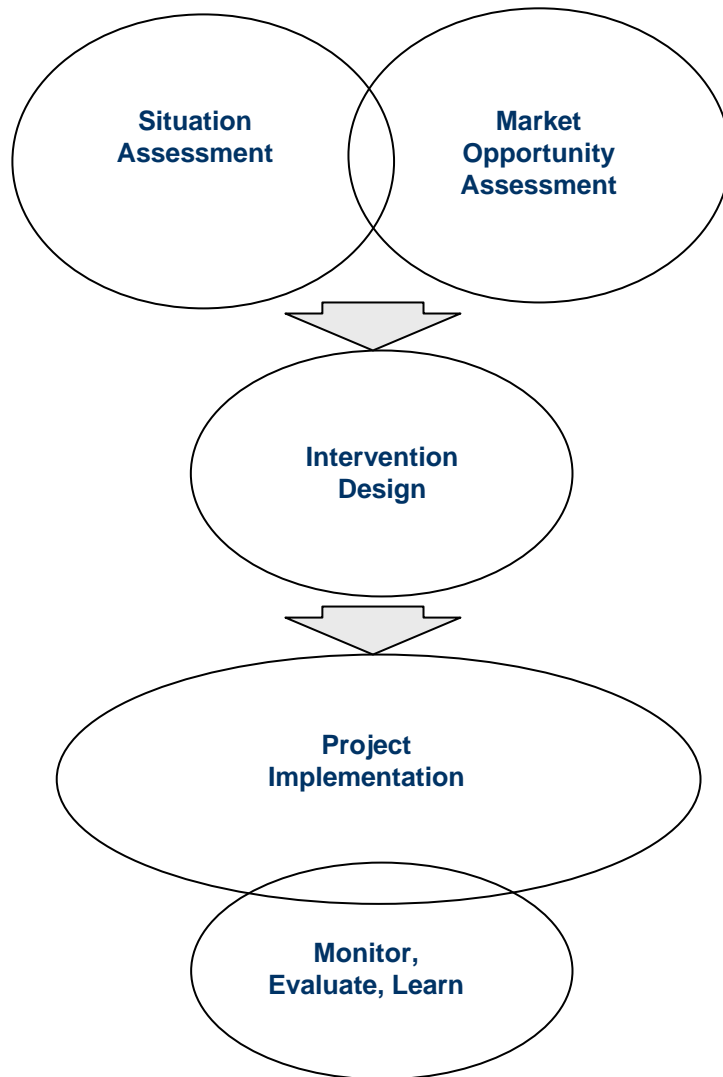 Situation
Assessment
Market
Opportunity
Assessment
Intervention
Design
Project
Implementation
Monitor,
Evaluate, Learn